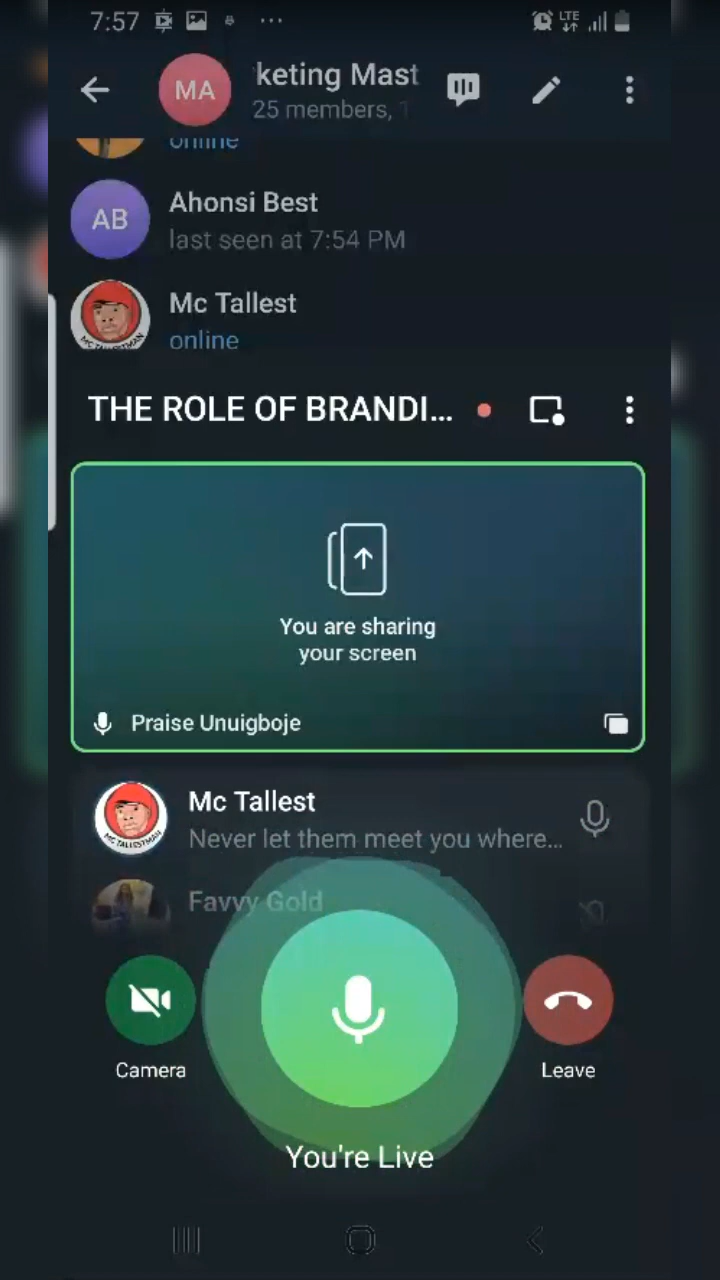 7:57
LTE
MA
keting Mast
25 members,
online
AB
Ahonsi Best
last seen at 7:54 PM
Mc Tallest
online
THE ROLE OF BRANDI...
You are sharing
your screen
Praise Unuigboje
Mc Tallest
Never let them meet you where...
Favvy Gold
Camera
Leave
You're Live